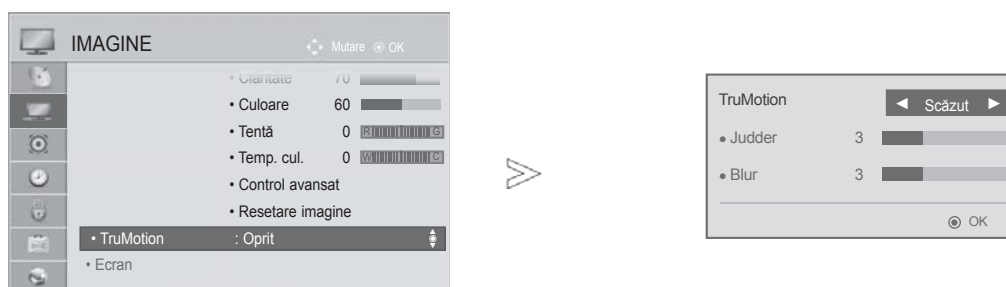 IMAGINE Mutare OK
• Claritate 70
• Culoare 60
• Tentă 0 R G
• Temp. cul. 0 W C
• Control avansat
• Resetare imagine
• TruMotion : Oprit
• Ecran
TruMotion ◄ Scăzut ►
• Judder 3
• Blur 3
OK